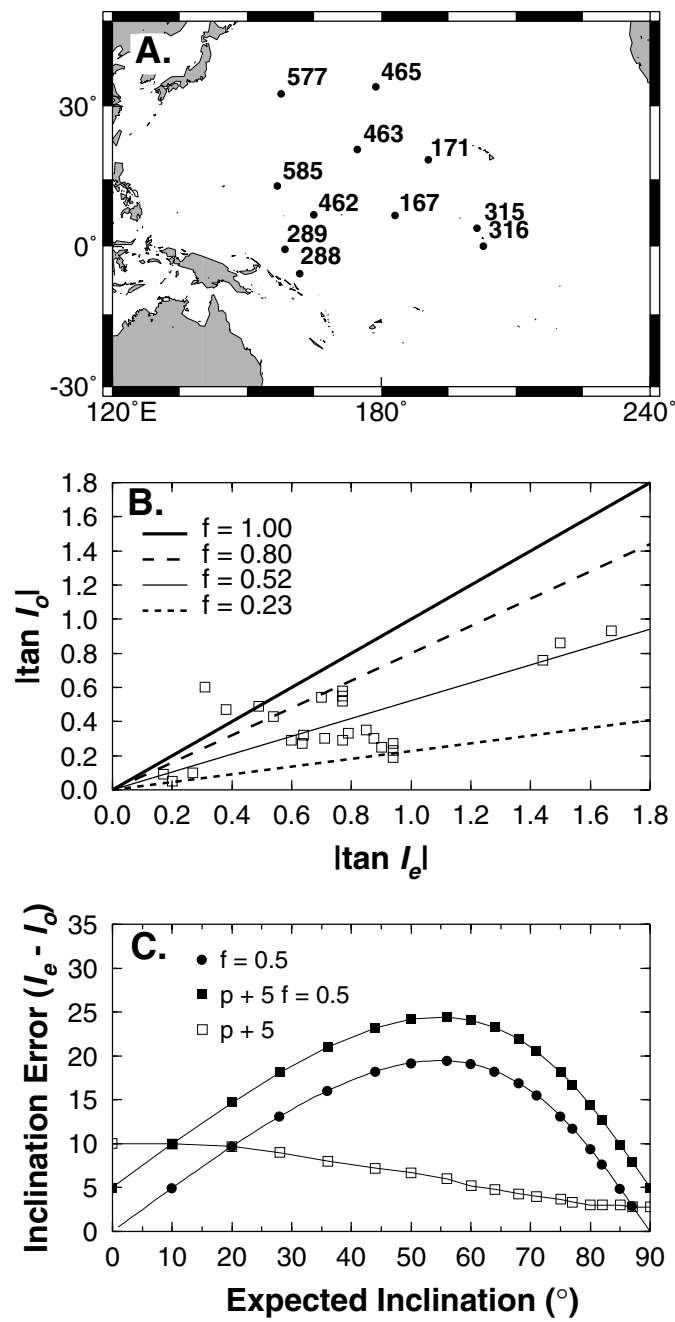 A.
577
465
30°
463
171
585
462
167
315
289
316
0°
288
-30°
120°E
180°
240°
1.8
B.
1.6
f = 1.00
1.4
f = 0.80
1.2
f = 0.52
1.0
f = 0.23
0.8
0.6
0.4
0.2
0.0
|tan Io|
0.0 0.2 0.4 0.6 0.8 1.0 1.2 1.4 1.6 1.8
|tan Ie|
35
C.
30
f = 0.5
25
p + 5 f = 0.5
20
p + 5
15
10
5
0
Inclination Error (Ie - Io)
0 10 20 30 40 50 60 70 80 90
Expected Inclination (°)